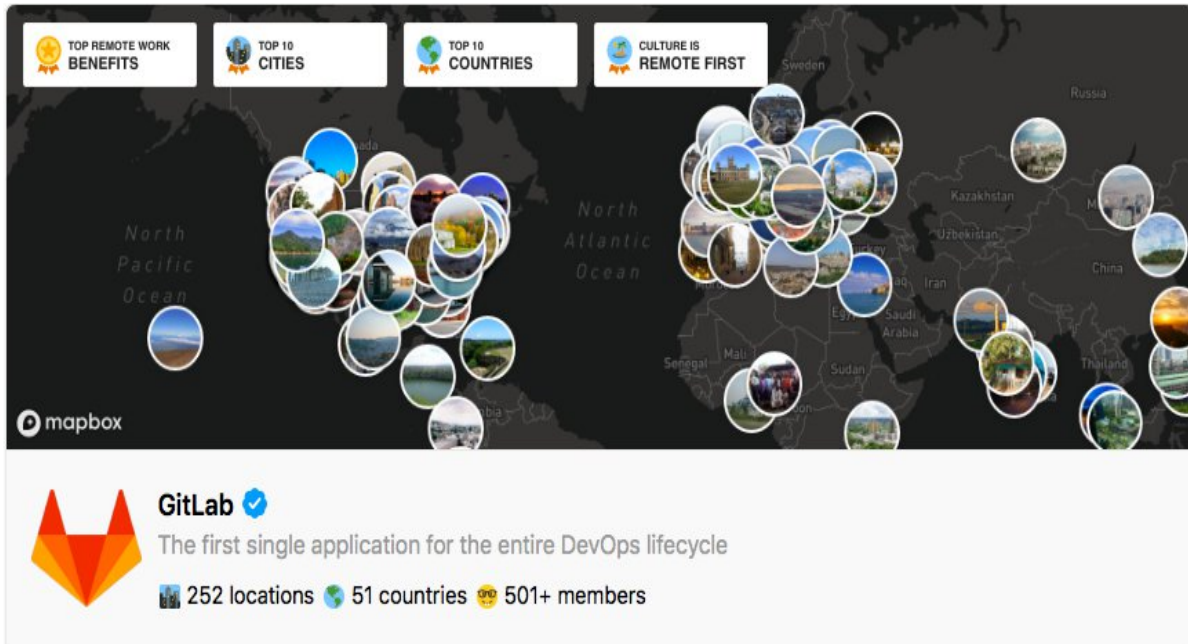 TOP REMOTE WORK
BENEFITS
TOP 10
CITIES
TOP 10
COUNTRIES
CULTURE IS
REMOTE FIRST
Sweden
Russia
Kazakhstan
Uzbekistan
North
Pacific
Ocean
North
Atlantic
Ocean
China
Iran
Saudi
Arabia
Senegal
Mali
Sudan
Thailand
mapbox
GitLab
The first single application for the entire DevOps lifecycle
252 locations 51 countries 501+ members